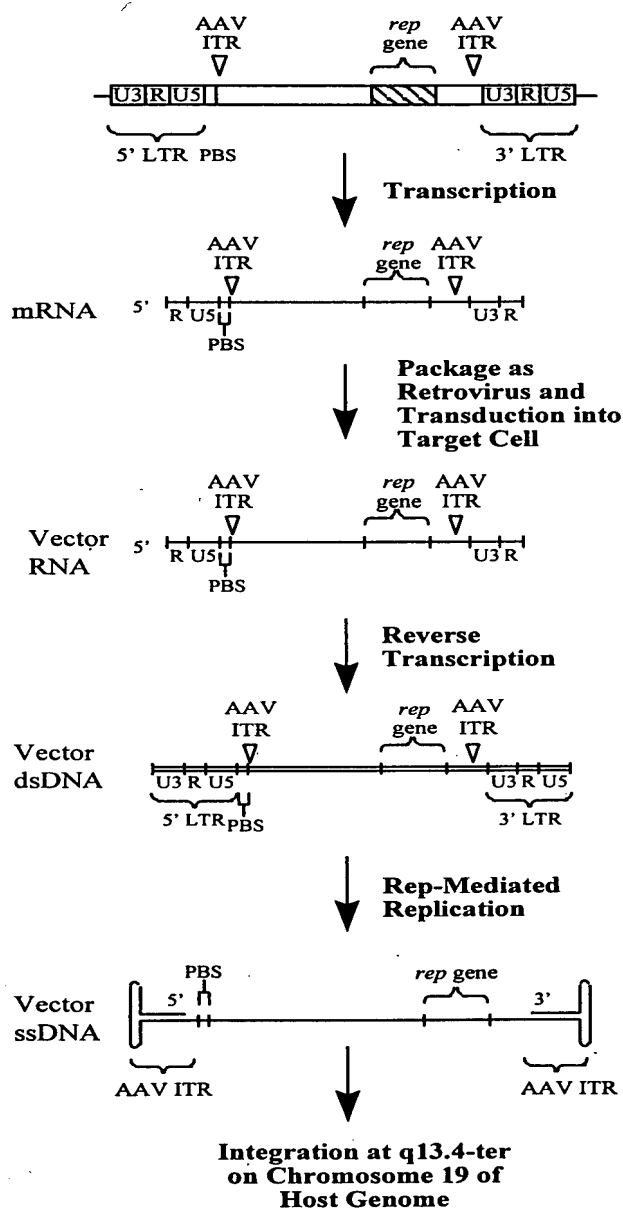 AAV rep AAV
ITR gene ITR
U3 R U5 U3 R U5
5' LTR PBS 3' LTR
Transcription
AAV rep AAV
ITR gene ITR
mRNA 5'
R U5 U3 R
PBS
Package as
Retrovirus and
Transduction into
Target Cell
AAV rep AAV
ITR gene ITR
Vector
RNA 5'
R U5 U3 R
PBS
Reverse
Transcription
AAV rep AAV
ITR gene ITR
Vector
dsDNA
U3 R U5 U3 R U5
5' LTR PBS 3' LTR
Rep-Mediated
Replication
PBS rep gene
Vector 5' 3'
ssDNA
AAV ITR AAV ITR
Integration at q13.4-ter
on Chromosome 19 of
Host Genome